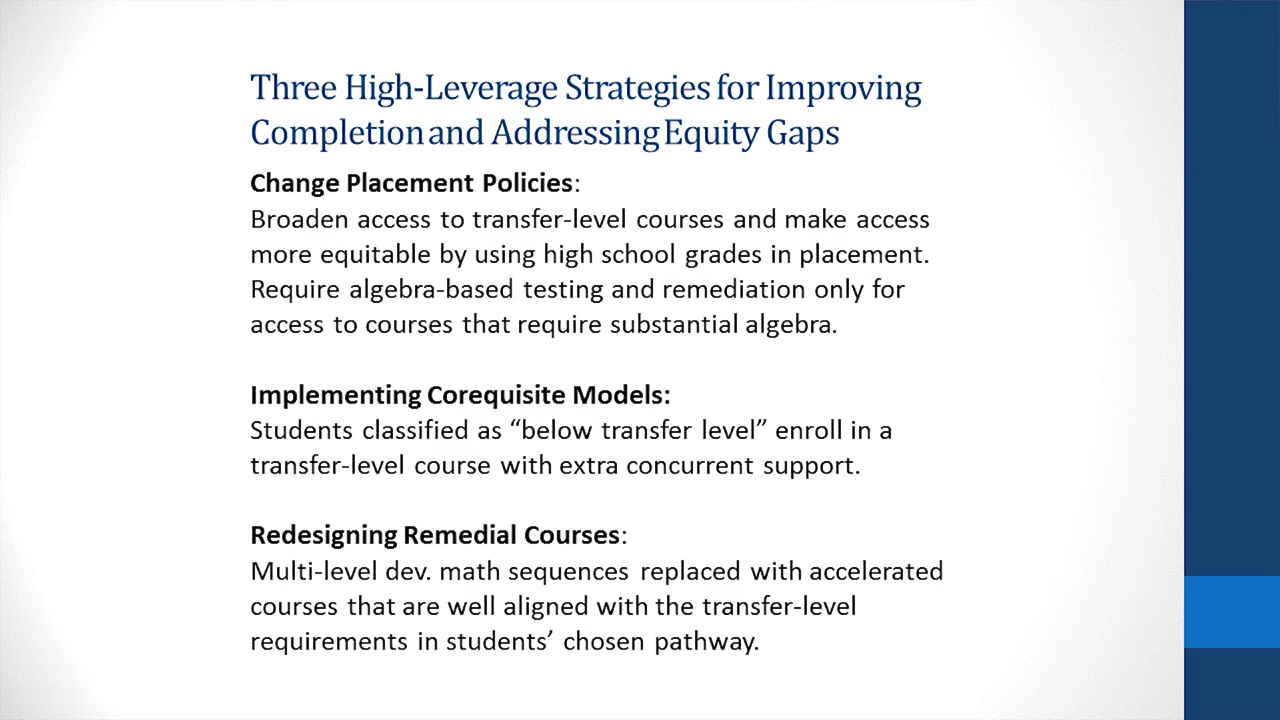 Three High-Leverage Strategies for Improving
Completion and Addressing Equity Gaps
Change Placement Policies:
Broaden access to transfer-level courses and make access
more equitable by using high school grades in placement.
Require algebra-based testing and remediation only for
access to courses that require substantial algebra.
Implementing Corequisite Models:
Students classified as “below transfer level” enroll in a
transfer-level course with extra concurrent support.
Redesigning Remedial Courses:
Multi-level dev. math sequences replaced with accelerated
courses that are well aligned with the transfer-level
requirements in students’ chosen pathway.